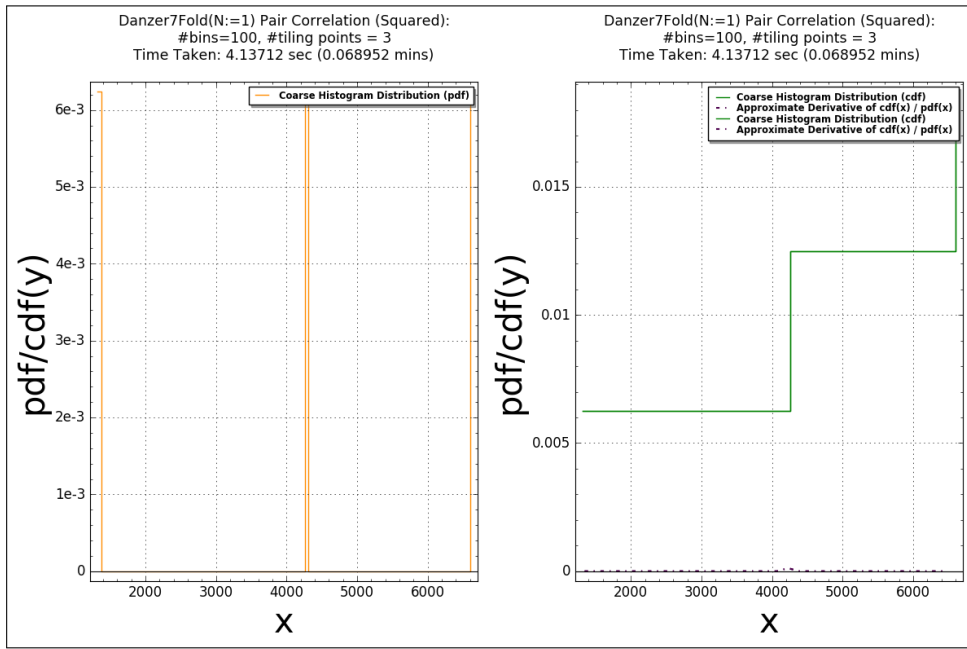 Danzer7Fold(N:=1) Pair Correlation (Squared):
#bins=100, #tiling points = 3
Time Taken: 4.13712 sec (0.068952 mins)
Coarse Histogram Distribution (pdf)
6e-3
5e-3
4e-3
3e-3
2e-3
1e-3
0
pdf/cdf(y)
2000 3000 4000 5000 6000
x
Danzer7Fold(N:=1) Pair Correlation (Squared):
#bins=100, #tiling points = 3
Time Taken: 4.13712 sec (0.068952 mins)
Coarse Histogram Distribution (cdf)
Approximate Derivative of cdf(x) / pdf(x)
Coarse Histogram Distribution (cdf)
Approximate Derivative of cdf(x) / pdf(x)
0.015
0.01
0.005
0
pdf/cdf(y)
2000 3000 4000 5000 6000
x